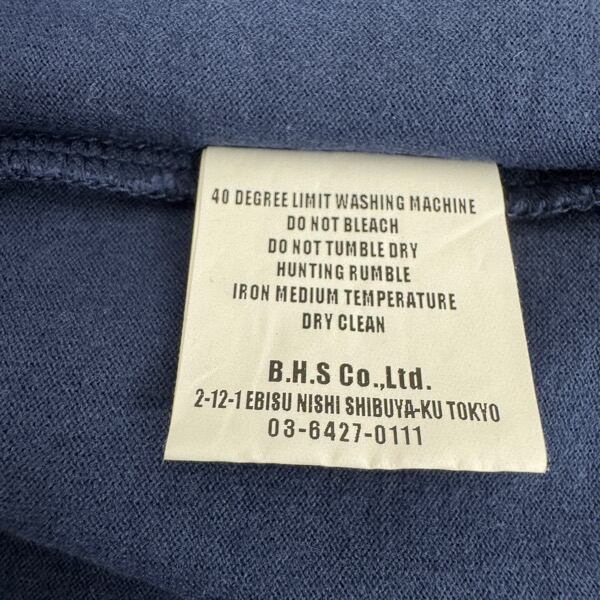 40 DEGREE LIMIT WASHING MACHINE
DO NOT BLEACH
DO NOT TUMBLE DRY
HUNTING RUMBLE
IRON MEDIUM TEMPERATURE
DRY CLEAN
B.H.S Co.,Ltd.
2-12-1 EBISU NISHI SHIBUYA-KU TOKYO
03-6427-0111